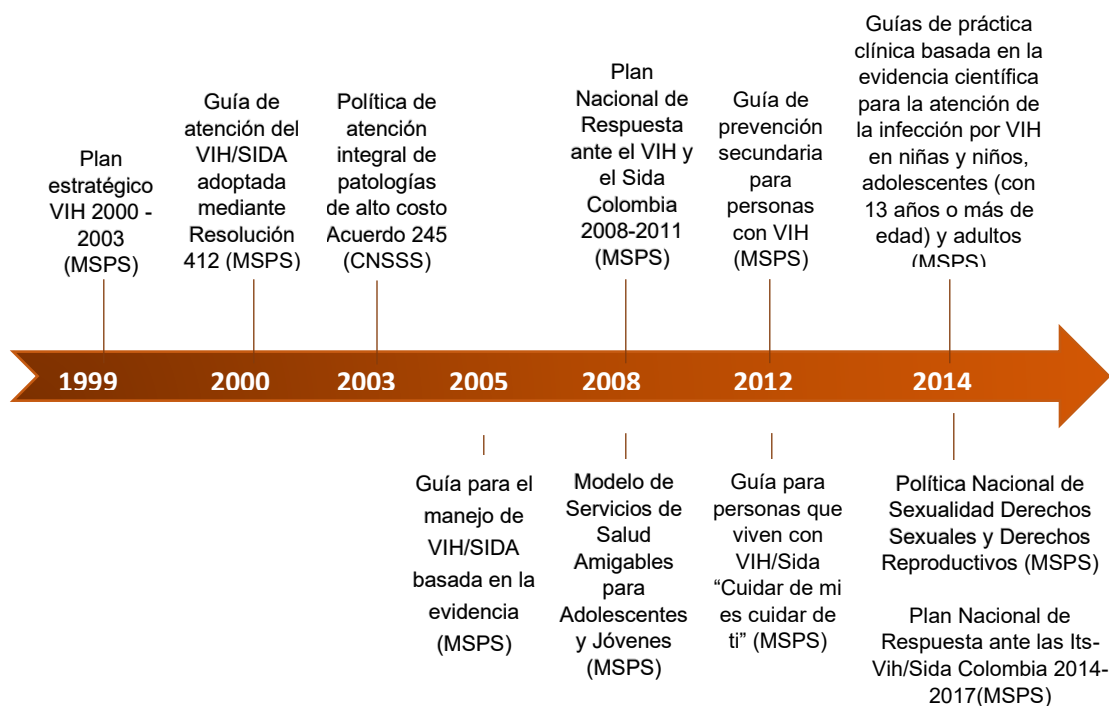 Plan
estratégico
VIH 2000 -
2003
(MSPS)
Guía de
atención del
VIH/SIDA
adoptada
mediante
Resolución
412 (MSPS)
Política de
atención
integral de
patologías
de alto costo
Acuerdo 245
(CNSSS)
Plan
Nacional de
Respuesta
ante el VIH y
el Sida
Colombia
2008-2011
(MSPS)
Guía de
prevención
secundaria
para
personas
con VIH
(MSPS)
Guías de práctica
clínica basada en la
evidencia científica
para la atención de
la infección por VIH
en niñas y niños,
adolescentes (con
13 años o más de
edad) y adultos
(MSPS)
1999
2000
2003
2005
2008
2012
2014
Guía para el
manejo de
VIH/SIDA
basada en la
evidencia
(MSPS)
Modelo de
Servicios de
Salud
Amigables
para
Adolescentes
y Jóvenes
(MSPS)
Guía para
personas que
viven con
VIH/Sida
“Cuidar de mi
es cuidar de
ti” (MSPS)
Política Nacional de
Sexualidad Derechos
Sexuales y Derechos
Reproductivos (MSPS)
Plan Nacional de
Respuesta ante las Its-
Vih/Sida Colombia 2014-
2017(MSPS)